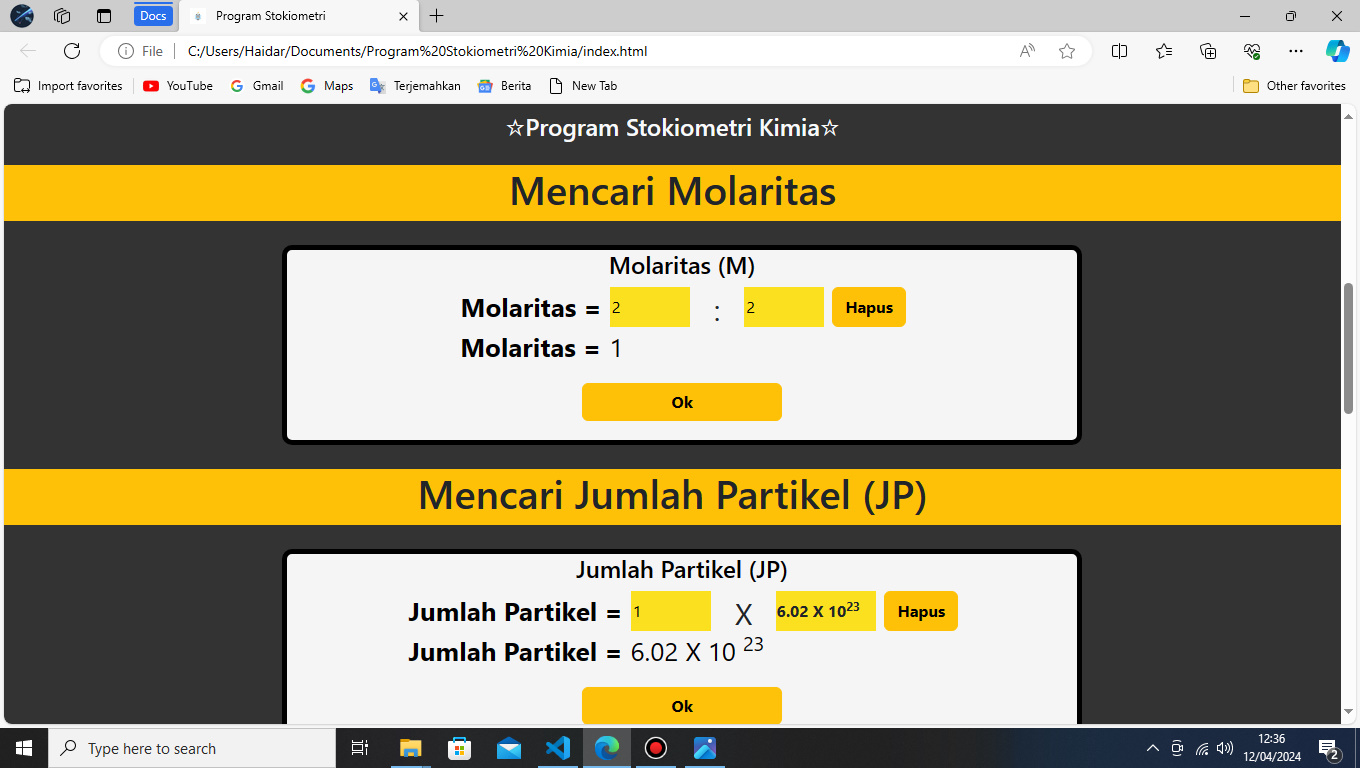 Docs
Program Stokiometri
File
C:/Users/Haidar/Documents/Program%20Stokiometri%20Kimia/index.html
Import favorites
YouTube
Gmail
Maps
Terjemahkan
Berita
New Tab
Other favorites
☆Program Stokiometri Kimia☆
Mencari Molaritas
Molaritas (M)
Molaritas = 2 : 2 Hapus
Molaritas = 1
Ok
Mencari Jumlah Partikel (JP)
Jumlah Partikel (JP)
Jumlah Partikel = 1 X 6.02 X 10²³ Hapus
Jumlah Partikel = 6.02 X 10 ²³
Ok
Type here to search
12:36
12/04/2024
2